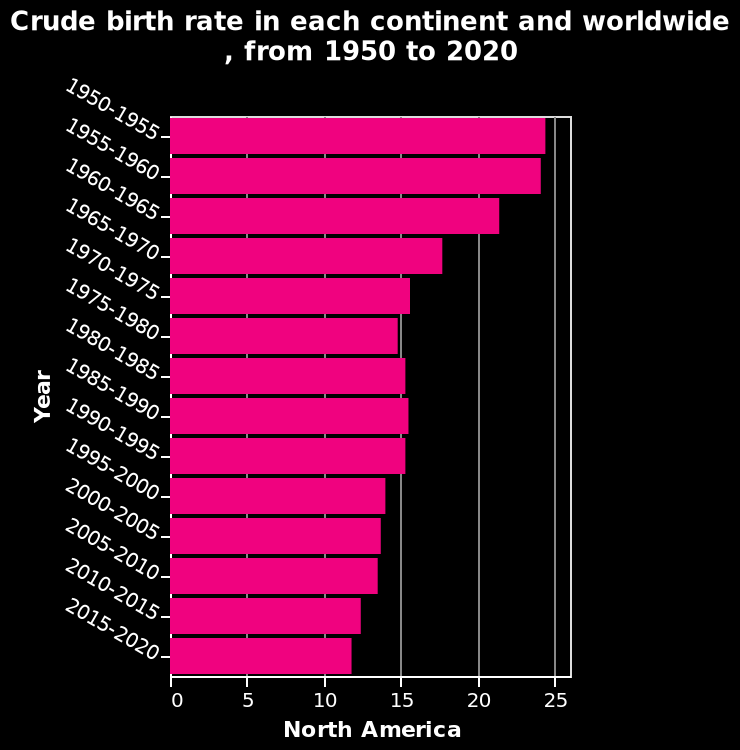 Crude birth rate in each continent and worldwide
, from 1950 to 2020
1950-1955
1955-1960
1960-1965
1965-1970
1970-1975
1975-1980
1980-1985
1985-1990
1990-1995
1995-2000
2000-2005
2005-2010
2010-2015
2015-2020
Year
0 5 10 15 20 25
North America